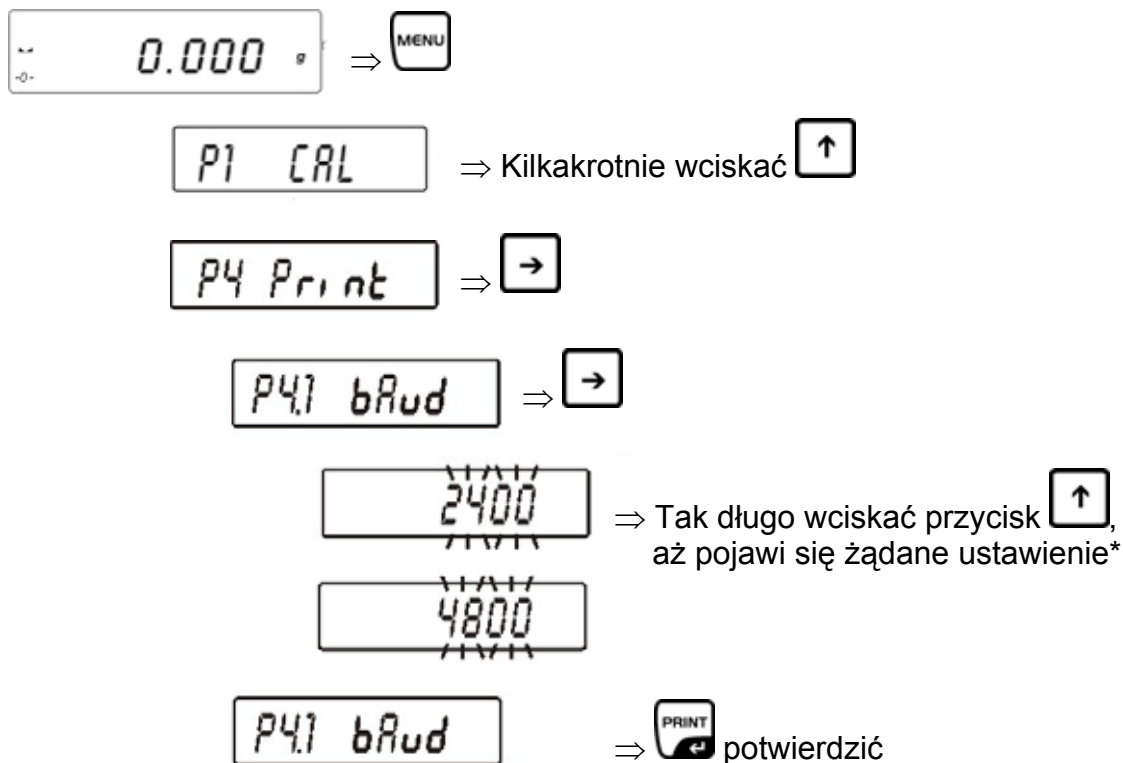 -0- 0.000 g ⇒ MENU
P1 CAL ⇒ Kilkakrotnie wciskać ↑
P4 Print ⇒ →
P4.1 bAud ⇒ →
2400 ⇒ Tak długo wciskać przycisk ↑,
aż pojawi się żądane ustawienie*
4800
P4.1 bAud ⇒ PRINT potwierdzić